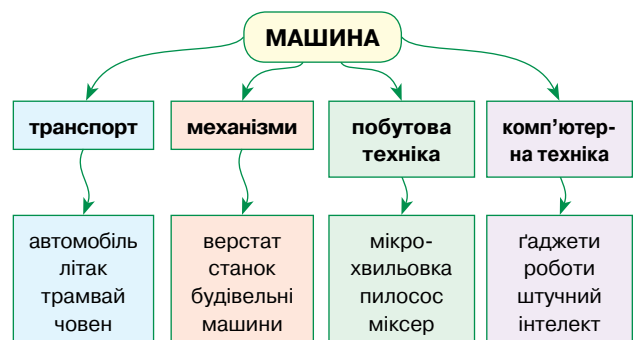 МАШИНА
транспорт
механізми
побутова
техніка
комп’ютер-
на техніка
автомобіль
літак
трамвай
човен
верстат
станок
будівельні
машини
мікро-
хвильовка
пилосос
міксер
ґаджети
роботи
штучний
інтелект